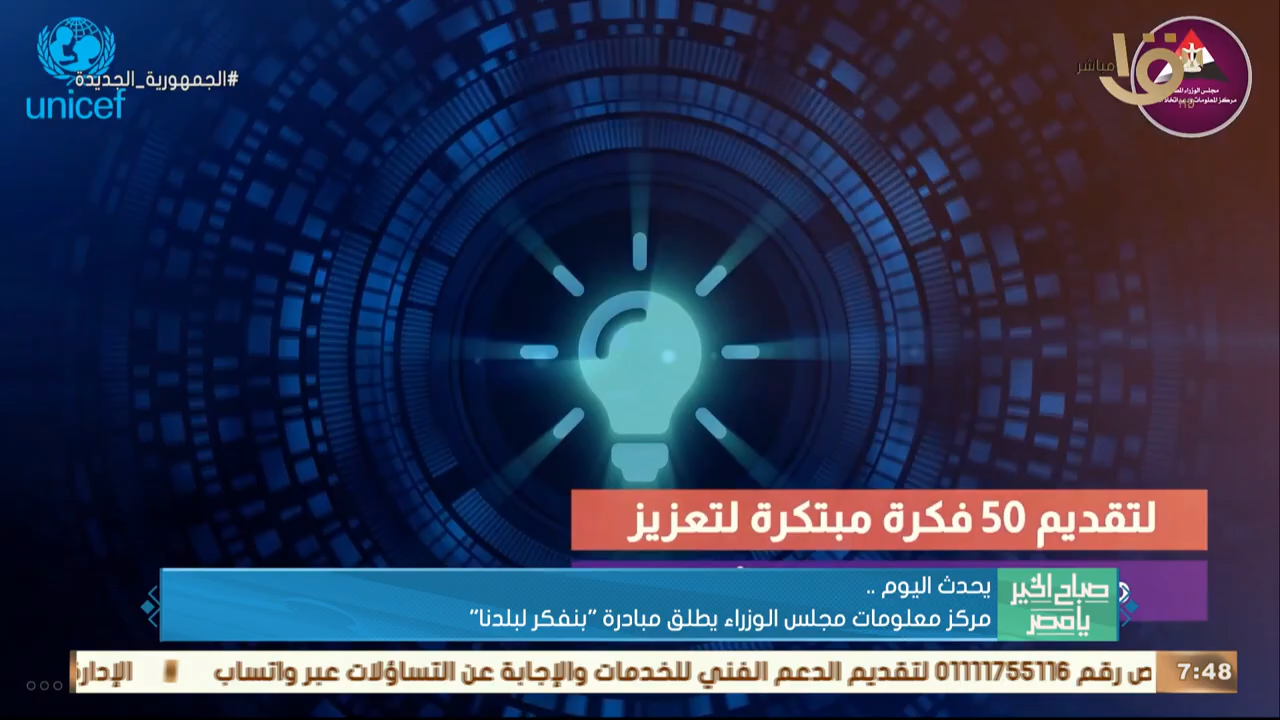 unicef
#الجمهورية_الجديدة
مباشر
لتقديم 50 فكرة مبتكرة لتعزيز
صباح الخير
يا مصر
يحدث اليوم ..
مركز معلومات مجلس الوزراء يطلق مبادرة "بنفكر لبلدنا"
ص رقم 01111755116 لتقديم الدعم الفني للخدمات والإجابة عن التساؤلات عبر واتساب
7:48